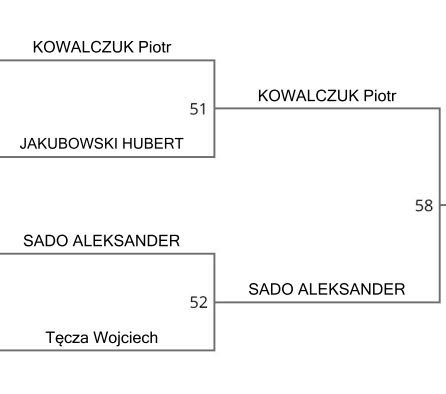 KOWALCZUK Piotr
51
KOWALCZUK Piotr
JAKUBOWSKI HUBERT
58
SADO ALEKSANDER
52
SADO ALEKSANDER
Tęcza Wojciech